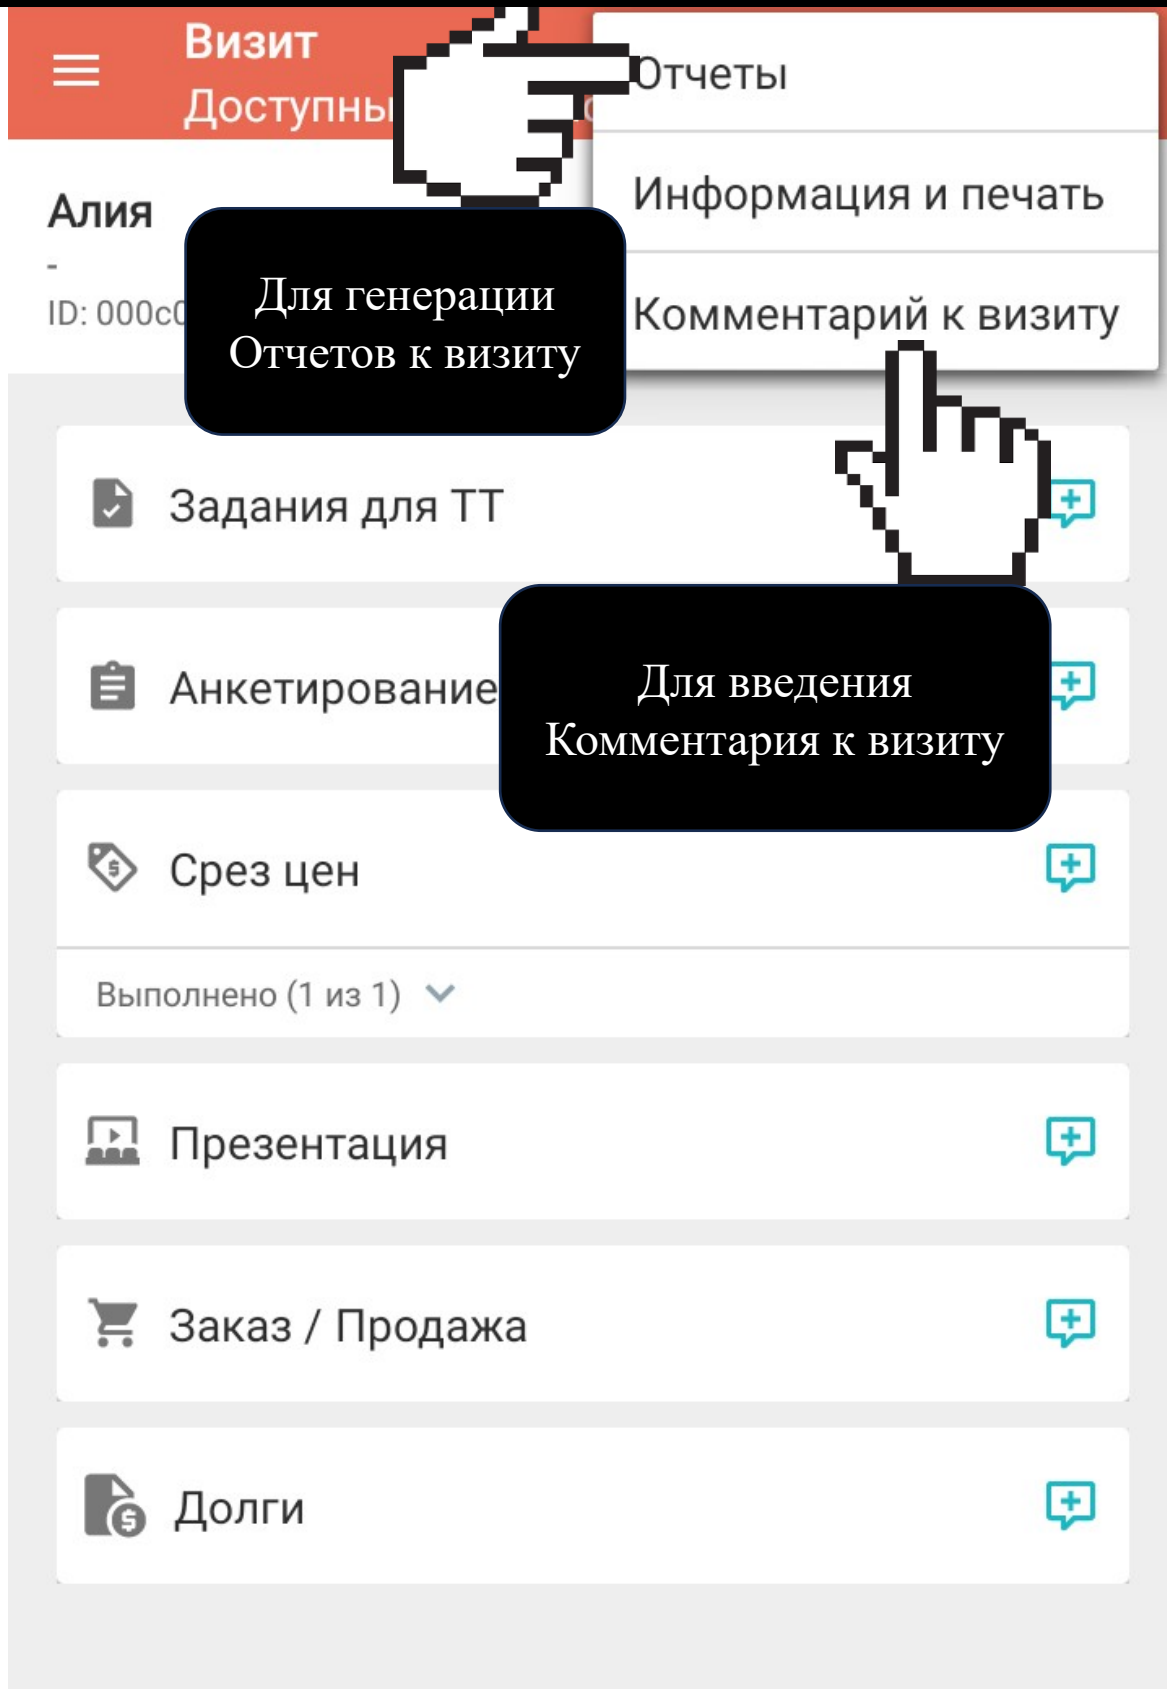 Визит
Доступны
Отчеты
Информация и печать
Комментарий к визиту
Алия
-
ID: 000c
Для генерации
Отчетов к визиту
Задания для ТТ
Анкетирование
Для введения
Комментария к визиту
Срез цен
Выполнено (1 из 1)
Презентация
Заказ / Продажа
Долги